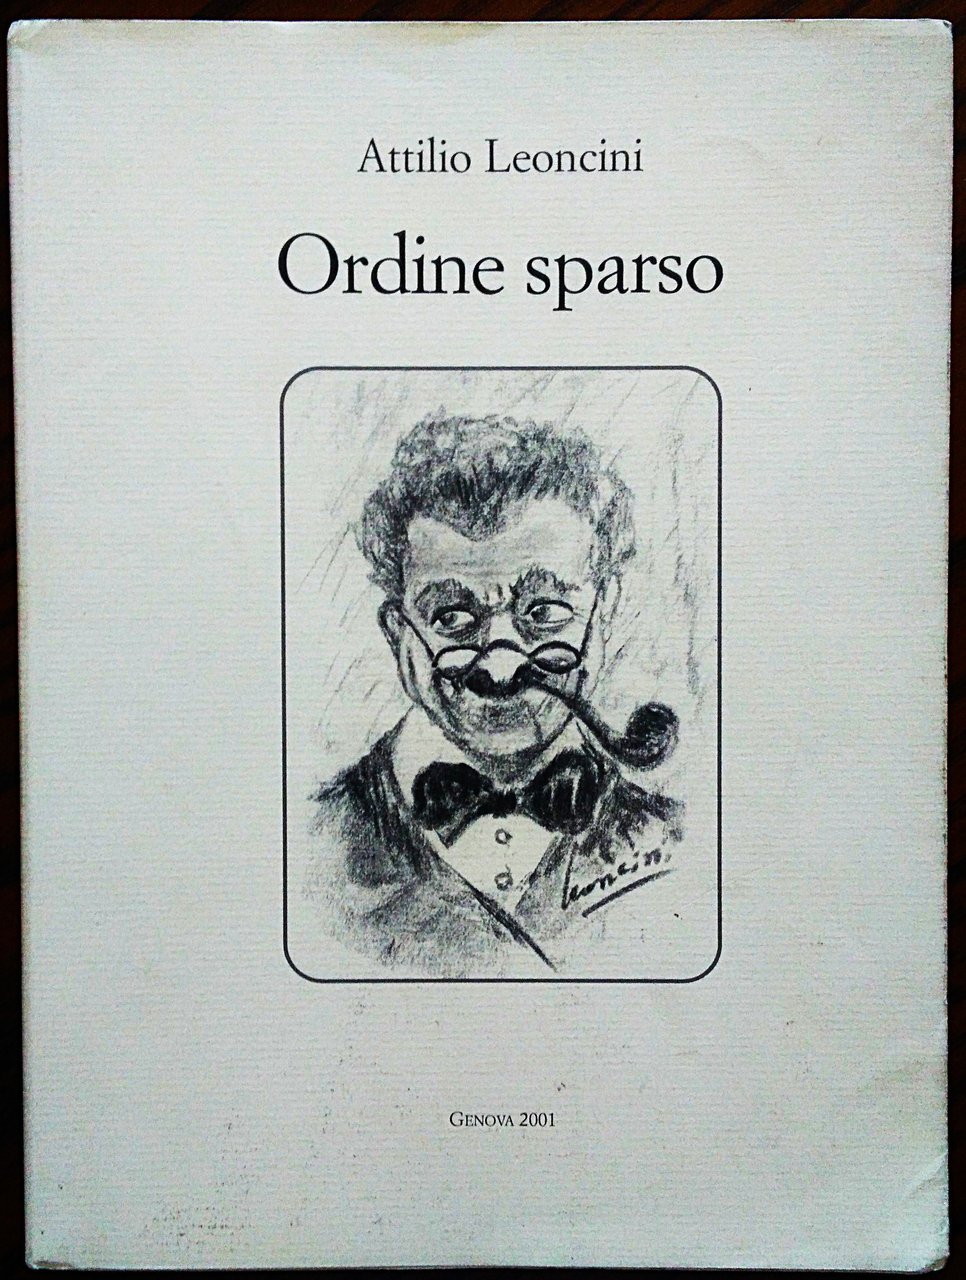 Attilio Leoncini
Ordine sparso
Leoncini
GENOVA 2001